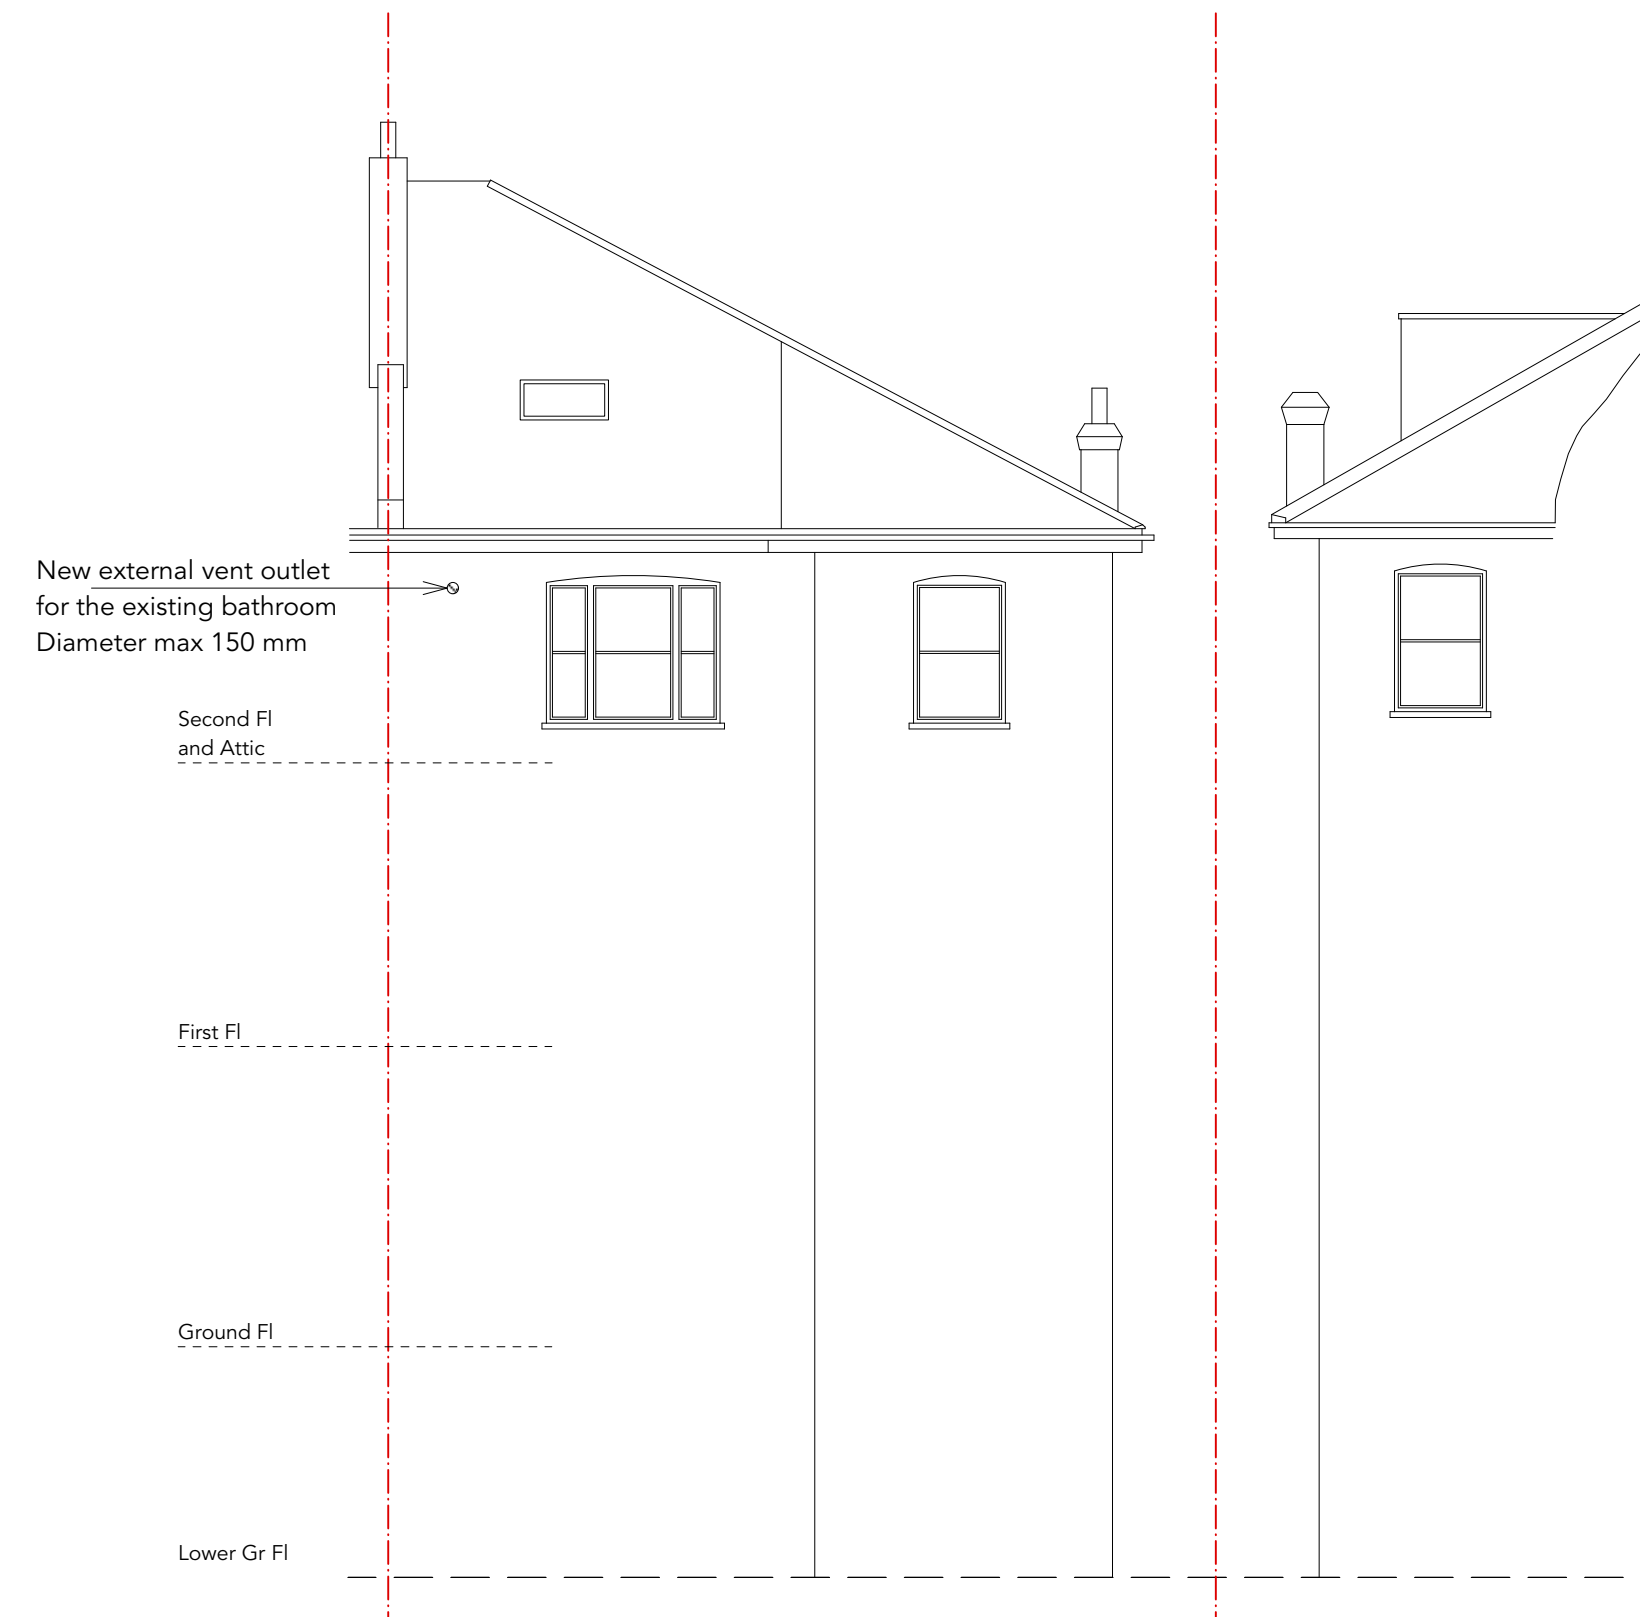 New external vent outlet
for the existing bathroom
Diameter max 150 mm
Second Fl
and Attic
First Fl
Ground Fl
Lower Gr Fl